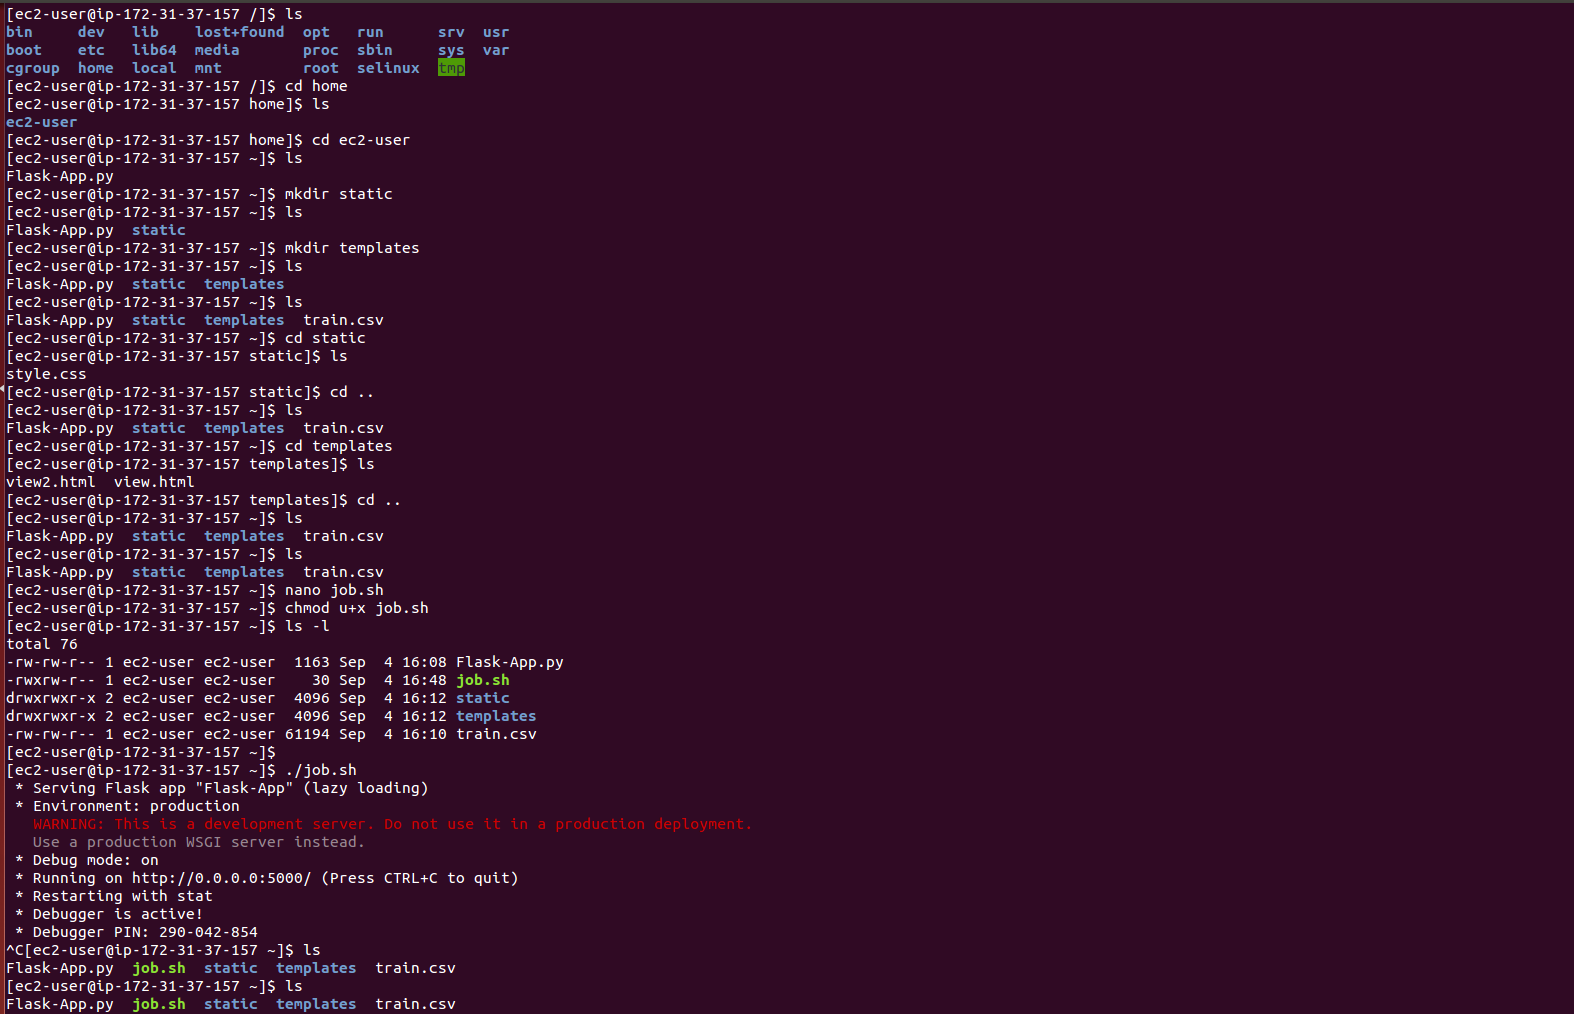 [ec2-user@ip-172-31-37-157 /]$ ls
bin     dev   lib    lost+found  opt   run      srv  usr
boot    etc   lib64  media       proc  sbin     sys  var
cgroup  home  local  mnt         root  selinux  tmp
[ec2-user@ip-172-31-37-157 /]$ cd home
[ec2-user@ip-172-31-37-157 home]$ ls
ec2-user
[ec2-user@ip-172-31-37-157 home]$ cd ec2-user
[ec2-user@ip-172-31-37-157 ~]$ ls
Flask-App.py
[ec2-user@ip-172-31-37-157 ~]$ mkdir static
[ec2-user@ip-172-31-37-157 ~]$ ls
Flask-App.py  static
[ec2-user@ip-172-31-37-157 ~]$ mkdir templates
[ec2-user@ip-172-31-37-157 ~]$ ls
Flask-App.py  static  templates
[ec2-user@ip-172-31-37-157 ~]$ ls
Flask-App.py  static  templates  train.csv
[ec2-user@ip-172-31-37-157 ~]$ cd static
[ec2-user@ip-172-31-37-157 static]$ ls
style.css
[ec2-user@ip-172-31-37-157 static]$ cd ..
[ec2-user@ip-172-31-37-157 ~]$ ls
Flask-App.py  static  templates  train.csv
[ec2-user@ip-172-31-37-157 ~]$ cd templates
[ec2-user@ip-172-31-37-157 templates]$ ls
view2.html  view.html
[ec2-user@ip-172-31-37-157 templates]$ cd ..
[ec2-user@ip-172-31-37-157 ~]$ ls
Flask-App.py  static  templates  train.csv
[ec2-user@ip-172-31-37-157 ~]$ ls
Flask-App.py  static  templates  train.csv
[ec2-user@ip-172-31-37-157 ~]$ nano job.sh
[ec2-user@ip-172-31-37-157 ~]$ chmod u+x job.sh
[ec2-user@ip-172-31-37-157 ~]$ ls -l
total 76
-rw-rw-r-- 1 ec2-user ec2-user  1163 Sep  4 16:08 Flask-App.py
-rwxrw-r-- 1 ec2-user ec2-user    30 Sep  4 16:48 job.sh
drwxrwxr-x 2 ec2-user ec2-user  4096 Sep  4 16:12 static
drwxrwxr-x 2 ec2-user ec2-user  4096 Sep  4 16:12 templates
-rw-rw-r-- 1 ec2-user ec2-user 61194 Sep  4 16:10 train.csv
[ec2-user@ip-172-31-37-157 ~]$
[ec2-user@ip-172-31-37-157 ~]$ ./job.sh
 * Serving Flask app "Flask-App" (lazy loading)
 * Environment: production
   WARNING: This is a development server. Do not use it in a production deployment.
   Use a production WSGI server instead.
 * Debug mode: on
 * Running on http://0.0.0.0:5000/ (Press CTRL+C to quit)
 * Restarting with stat
 * Debugger is active!
 * Debugger PIN: 290-042-854
^C[ec2-user@ip-172-31-37-157 ~]$ ls
Flask-App.py  job.sh  static  templates  train.csv
[ec2-user@ip-172-31-37-157 ~]$ ls
Flask-App.py  job.sh  static  templates  train.csv